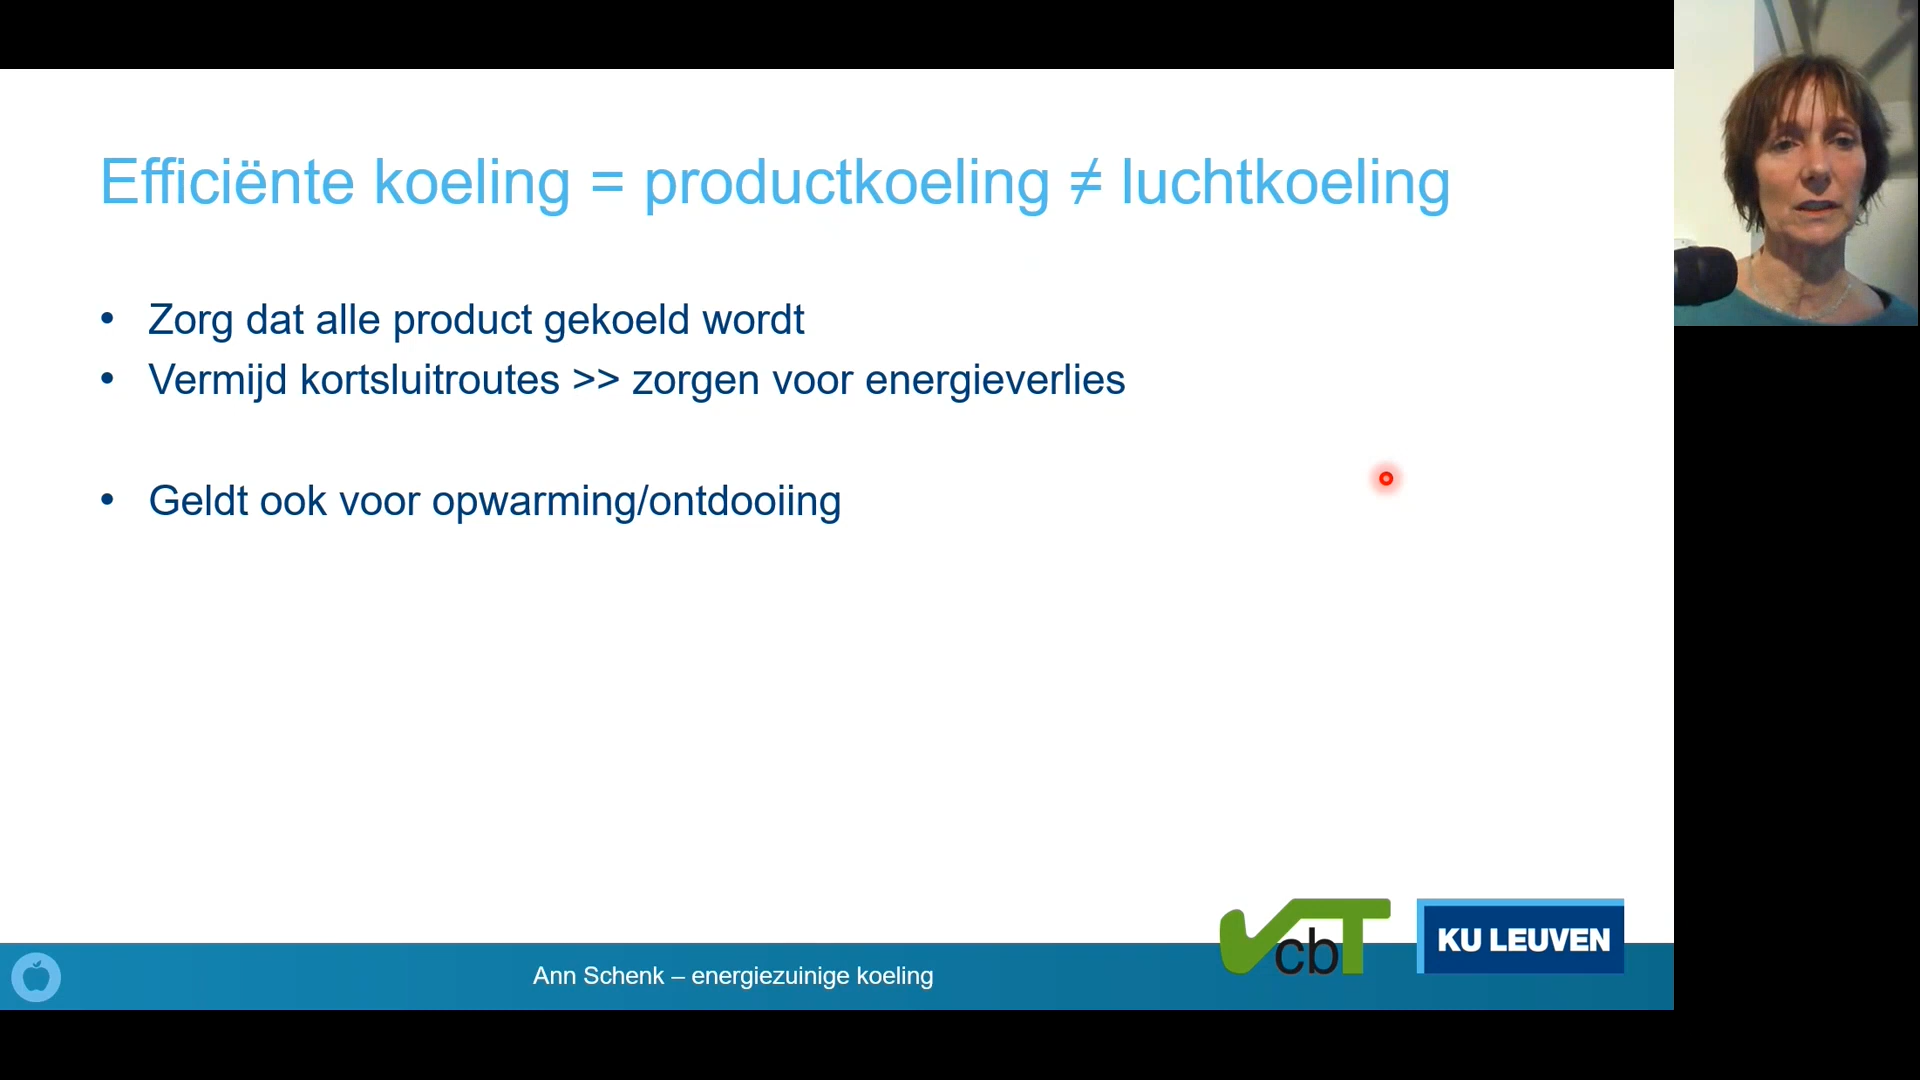 Efficiënte koeling = productkoeling ≠ luchtkoeling
• Zorg dat alle product gekoeld wordt
• Vermijd kortsluitroutes >> zorgen voor energieverlies
• Geldt ook voor opwarming/ontdooiing
Vcbt
KU LEUVEN
Ann Schenk – energiezuinige koeling